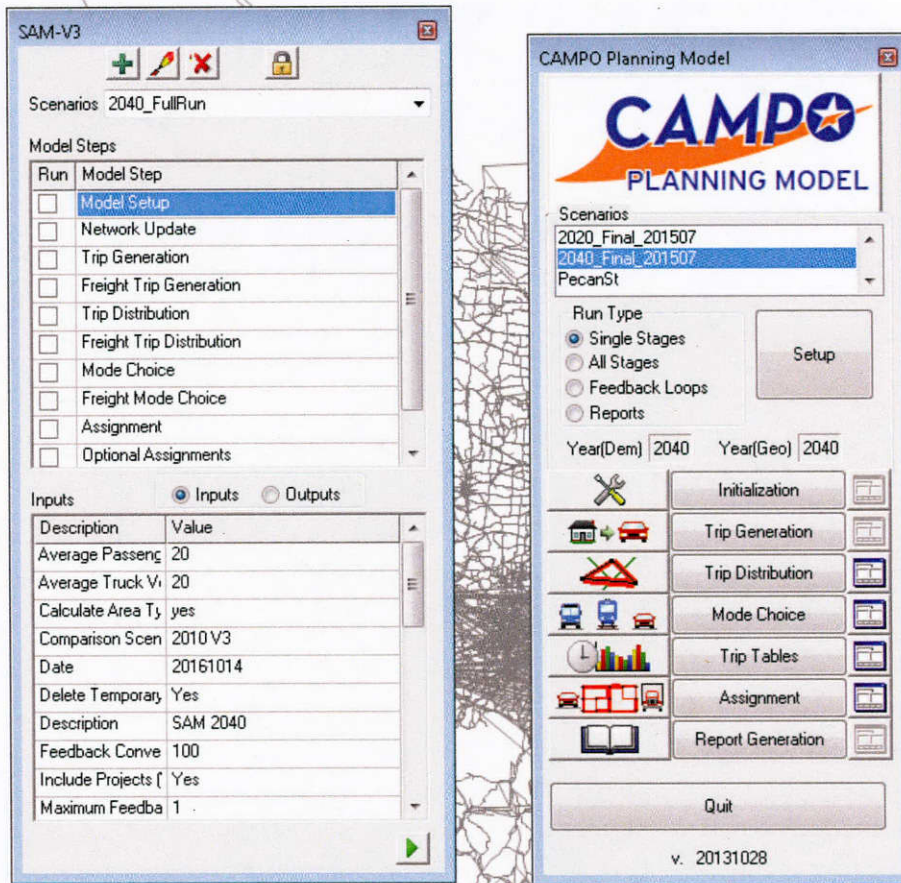 SAM-V3
Scenarios 2040_FullRun
Model Steps
Run Model Step
Model Setup
Network Update
Trip Generation
Freight Trip Generation
Trip Distribution
Freight Trip Distribution
Mode Choice
Freight Mode Choice
Assignment
Optional Assignments
Inputs Inputs Outputs
Description Value
Average Passeng 20
Average Truck V 20
Calculate Area Ty yes
Comparison Scen 2010 V3
Date 20161014
Delete Temporary Yes
Description SAM 2040
Feedback Conve 100
Include Projects ( Yes
Maximum Feedba 1
CAMPO Planning Model
CAMPO
PLANNING MODEL
Scenarios
2020_Final_201507
2040_Final_201507
PecanSt
Run Type
Single Stages
All Stages
Feedback Loops
Reports
Setup
Year(Dem) 2040 Year(Geo) 2040
Initialization
Trip Generation
Trip Distribution
Mode Choice
Trip Tables
Assignment
Report Generation
Quit
v. 20131028